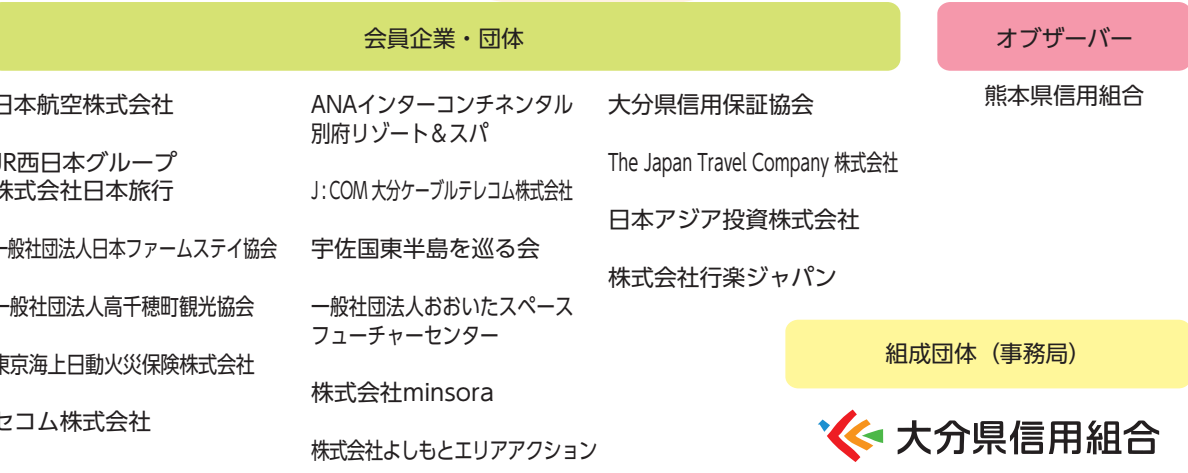 会員企業・団体
日本航空株式会社
JR西日本グループ
株式会社日本旅行
一般社団法人日本ファームステイ協会
一般社団法人高千穂町観光協会
東京海上日動火災保険株式会社
セコム株式会社
ANAインターコンチネンタル
別府リゾート＆スパ
J:COM 大分ケーブルテレコム株式会社
宇佐国東半島を巡る会
一般社団法人おおいたスペース
フューチャーセンター
株式会社minsora
株式会社よしもとエリアアクション
大分県信用保証協会
The Japan Travel Company 株式会社
日本アジア投資株式会社
株式会社行楽ジャパン
オブザーバー
熊本県信用組合
組成団体（事務局）
大分県信用組合